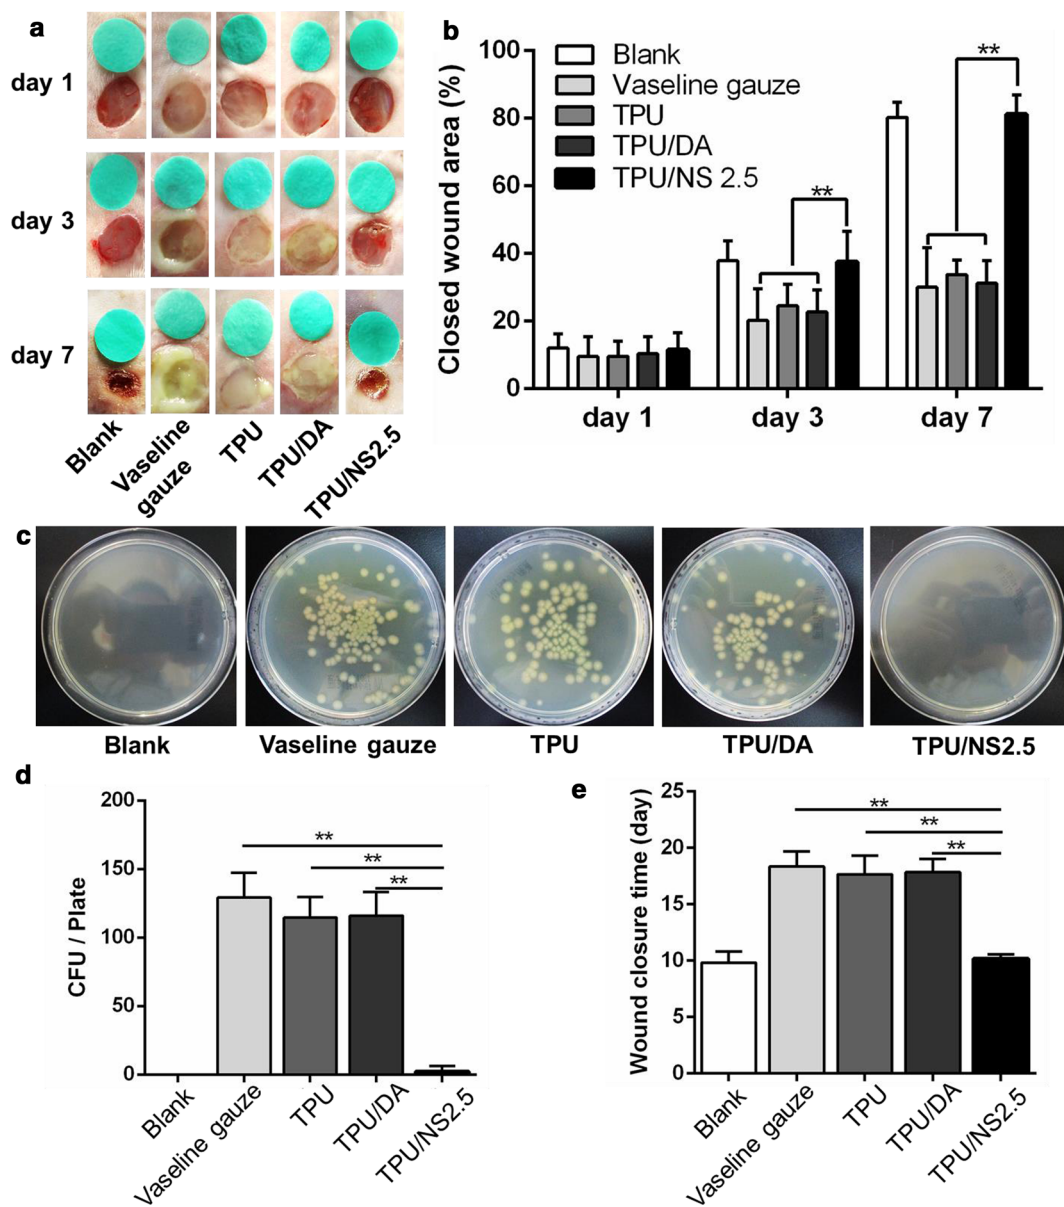 a
day 1
day 3
day 7
Blank
Vaseline
gauze
TPU
TPU/DA
TPU/NS2.5
b
Closed wound area (%)
100
80
60
40
20
0
Blank
Vaseline gauze
TPU
TPU/DA
TPU/NS 2.5
**
**
day 1
day 3
day 7
c
Blank
Vaseline gauze
TPU
TPU/DA
TPU/NS2.5
d
CFU / Plate
200
150
100
50
0
**
**
**
Blank
Vaseline gauze
TPU
TPU/DA
TPU/NS2.5
e
Wound closure time (day)
25
20
15
10
5
0
**
**
**
Blank
Vaseline gauze
TPU
TPU/DA
TPU/NS2.5